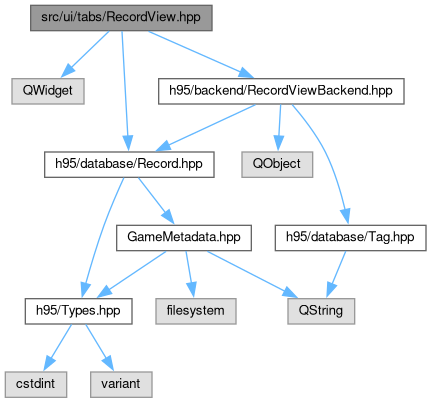 src/ui/tabs/RecordView.hpp
QWidget
h95/backend/RecordViewBackend.hpp
h95/database/Record.hpp
QObject
GameMetadata.hpp
h95/database/Tag.hpp
h95/Types.hpp
filesystem
QString
cstdint
variant